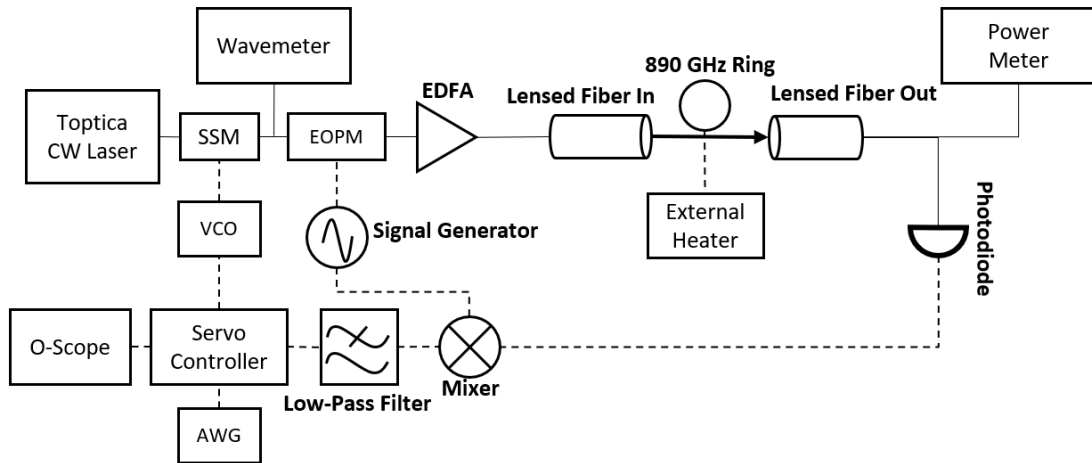 Wavemeter
Power
Meter
890 GHz Ring
EDFA
Lensed Fiber In
Lensed Fiber Out
Toptica
CW Laser
SSM
EOPM
External
Heater
Photodiode
VCO
Signal Generator
O-Scope
Servo
Controller
Mixer
Low-Pass Filter
AWG